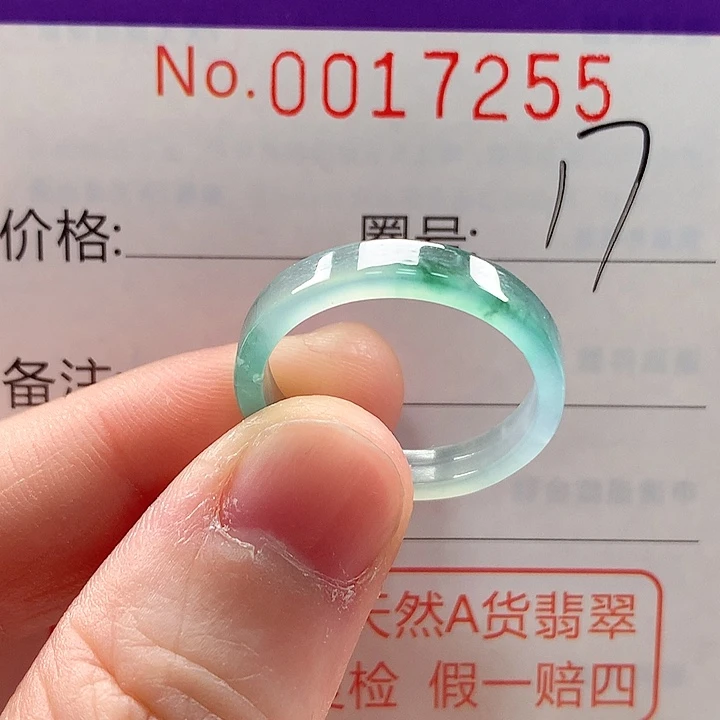 No.0017255
价格: 圈号: 17
备注:
天然A货翡翠
检 假一赔四